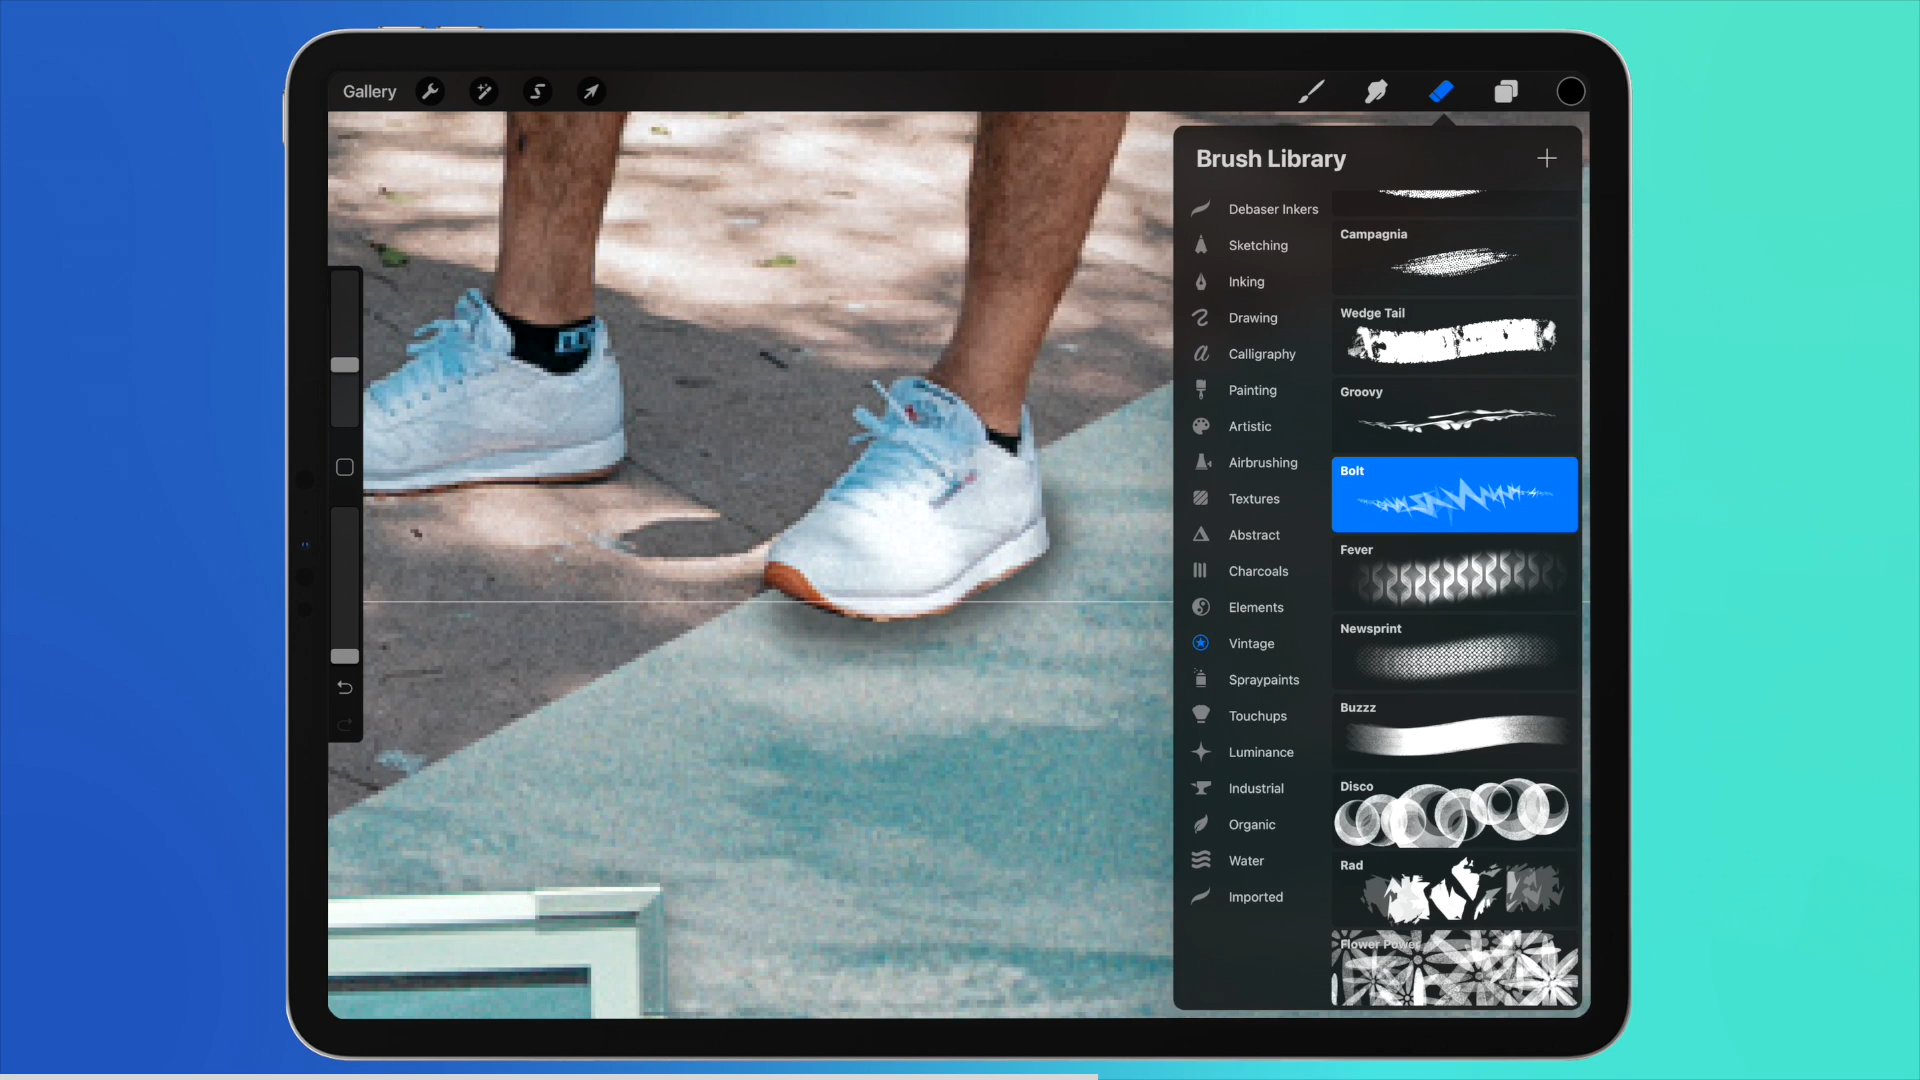 Gallery
Brush Library
Debaser Inkers
Sketching
Inking
Drawing
Calligraphy
Painting
Artistic
Airbrushing
Textures
Abstract
Charcoals
Elements
Vintage
Spraypaints
Touchups
Luminance
Industrial
Organic
Water
Imported
Campagnia
Wedge Tail
Groovy
Bolt
Fever
Newsprint
Buzzz
Disco
Rad
Flower Power